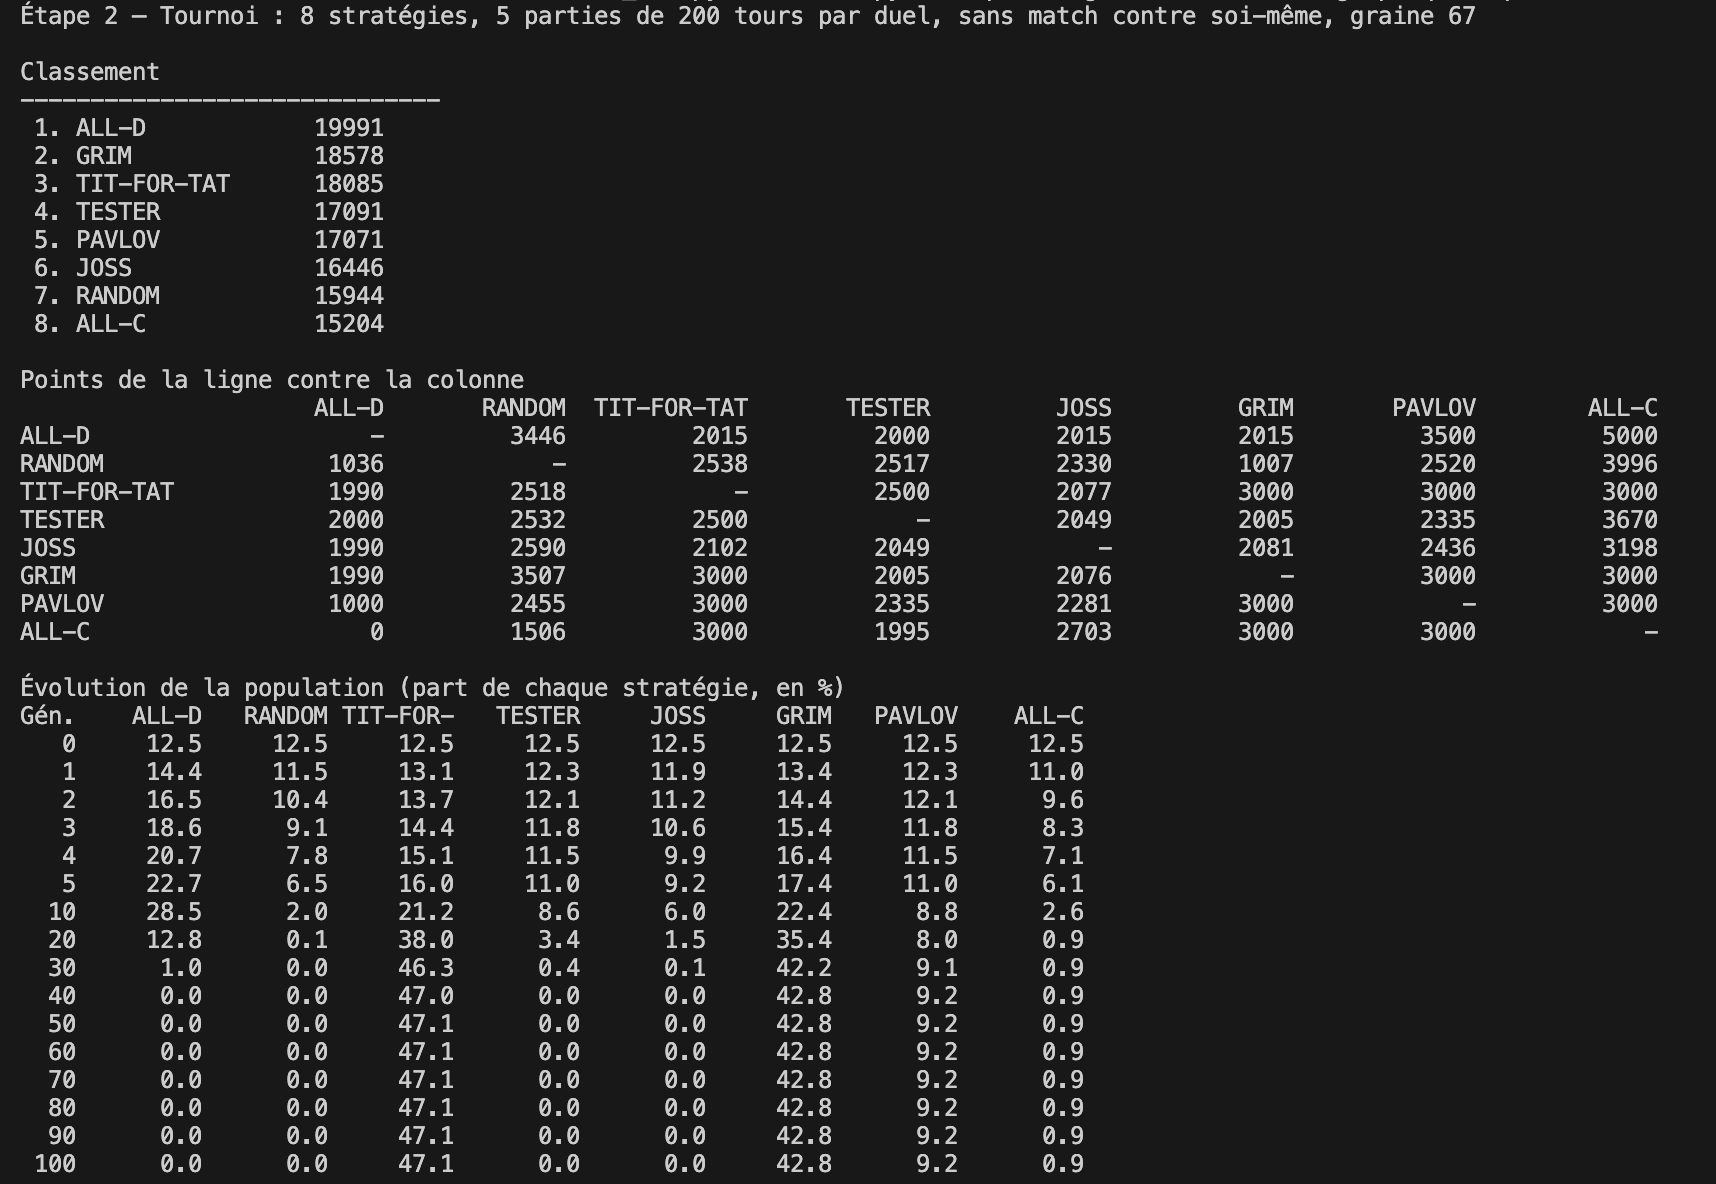 Étape 2 — Tournoi : 8 stratégies, 5 parties de 200 tours par duel, sans match contre soi-même, graine 67
Classement
------------------------------
1. ALL-D 19991
2. GRIM 18578
3. TIT-FOR-TAT 18085
4. TESTER 17091
5. PAVLOV 17071
6. JOSS 16446
7. RANDOM 15944
8. ALL-C 15204
Points de la ligne contre la colonne
ALL-D RANDOM TIT-FOR-TAT TESTER JOSS GRIM PAVLOV ALL-C
ALL-D - 3446 2015 2000 2015 2015 3500 5000
RANDOM 1036 - 2538 2517 2330 1007 2520 3996
TIT-FOR-TAT 1990 2518 - 2500 2077 3000 3000 3000
TESTER 2000 2532 2500 - 2049 2005 2335 3670
JOSS 1990 2590 2102 2049 - 2081 2436 3198
GRIM 1990 3507 3000 2005 2076 - 3000 3000
PAVLOV 1000 2455 3000 2335 2281 3000 - 3000
ALL-C 0 1506 3000 1995 2703 3000 3000 -
Évolution de la population (part de chaque stratégie, en %)
Gén. ALL-D RANDOM TIT-FOR- TESTER JOSS GRIM PAVLOV ALL-C
0 12.5 12.5 12.5 12.5 12.5 12.5 12.5 12.5
1 14.4 11.5 13.1 12.3 11.9 13.4 12.3 11.0
2 16.5 10.4 13.7 12.1 11.2 14.4 12.1 9.6
3 18.6 9.1 14.4 11.8 10.6 15.4 11.8 8.3
4 20.7 7.8 15.1 11.5 9.9 16.4 11.5 7.1
5 22.7 6.5 16.0 11.0 9.2 17.4 11.0 6.1
10 28.5 2.0 21.2 8.6 6.0 22.4 8.8 2.6
20 12.8 0.1 38.0 3.4 1.5 35.4 8.0 0.9
30 1.0 0.0 46.3 0.4 0.1 42.2 9.1 0.9
40 0.0 0.0 47.0 0.0 0.0 42.8 9.2 0.9
50 0.0 0.0 47.1 0.0 0.0 42.8 9.2 0.9
60 0.0 0.0 47.1 0.0 0.0 42.8 9.2 0.9
70 0.0 0.0 47.1 0.0 0.0 42.8 9.2 0.9
80 0.0 0.0 47.1 0.0 0.0 42.8 9.2 0.9
90 0.0 0.0 47.1 0.0 0.0 42.8 9.2 0.9
100 0.0 0.0 47.1 0.0 0.0 42.8 9.2 0.9